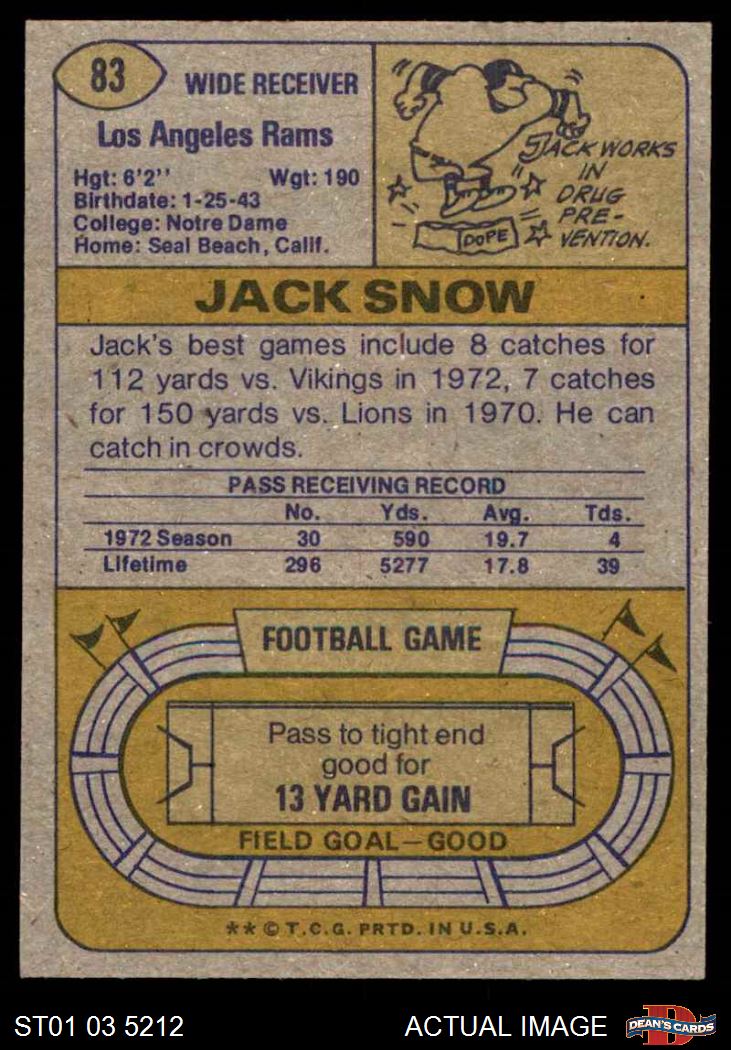 83
WIDE RECEIVER
Los Angeles Rams
Hgt: 6'2'' Wgt: 190
Birthdate: 1-25-43
College: Notre Dame
Home: Seal Beach, Calif.
JACK WORKS
IN
DRUG
PRE-
VENTION.
DOPE
JACK SNOW
Jack's best games include 8 catches for
112 yards vs. Vikings in 1972, 7 catches
for 150 yards vs. Lions in 1970. He can
catch in crowds.
PASS RECEIVING RECORD
No. Yds. Avg. Tds.
1972 Season 30 590 19.7 4
Lifetime 296 5277 17.8 39
FOOTBALL GAME
Pass to tight end
good for
13 YARD GAIN
FIELD GOAL—GOOD
** © T.C.G. PRTD. IN U.S.A.
ST01 03 5212
ACTUAL IMAGE
D
DEAN'S CARDS